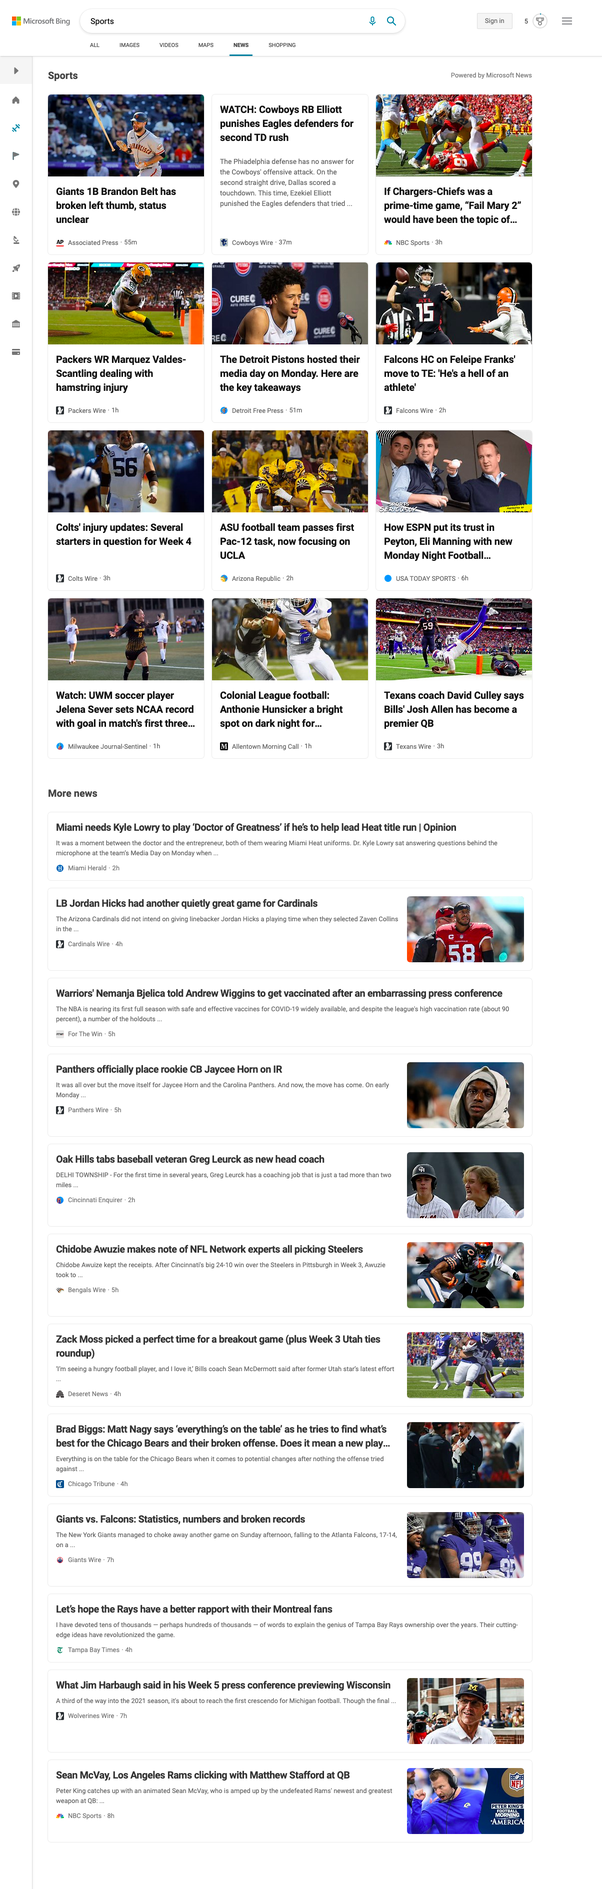 Microsoft Bing
Sports
Sign in
5
ALL IMAGES VIDEOS MAPS NEWS SHOPPING
Sports
Powered by Microsoft News
Giants 1B Brandon Belt has
broken left thumb, status
unclear
AP Associated Press · 55m
WATCH: Cowboys RB Elliott
punishes Eagles defenders for
second TD rush
The Phiadelphia defense has no answer for
the Cowboys' offensive attack. On the
second straight drive, Dallas scored a
touchdown. This time, Ezekiel Elliott
punished the Eagles defenders that tried ...
Cowboys Wire · 37m
If Chargers-Chiefs was a
prime-time game, “Fail Mary 2”
would have been the topic of…
NBC Sports · 3h
Packers WR Marquez Valdes-
Scantling dealing with
hamstring injury
Packers Wire · 1h
The Detroit Pistons hosted their
media day on Monday. Here are
the key takeaways
Detroit Free Press · 51m
15
Falcons HC on Feleipe Franks'
move to TE: 'He's a hell of an
athlete'
Falcons Wire · 2h
56
21
Colts' injury updates: Several
starters in question for Week 4
Colts Wire · 3h
1
4
ASU football team passes first
Pac-12 task, now focusing on
UCLA
Arizona Republic · 2h
How ESPN put its trust in
Peyton, Eli Manning with new
Monday Night Football…
USA TODAY SPORTS · 6h
Watch: UWM soccer player
Jelena Sever sets NCAA record
with goal in match's first three…
Milwaukee Journal-Sentinel · 1h
2
Colonial League football:
Anthonie Hunsicker a bright
spot on dark night for…
Allentown Morning Call · 1h
59
Texans coach David Culley says
Bills' Josh Allen has become a
premier QB
Texans Wire · 3h
More news
Miami needs Kyle Lowry to play ‘Doctor of Greatness’ if he’s to help lead Heat title run | Opinion
It was a moment between the doctor and the entrepreneur, both of them wearing Miami Heat uniforms. Dr. Kyle Lowry sat answering questions behind the
microphone at the team’s Media Day on Monday when ...
Miami Herald · 2h
LB Jordan Hicks had another quietly great game for Cardinals
The Arizona Cardinals did not intend on giving linebacker Jordan Hicks a playing time when they selected Zaven Collins
in the ...
Cardinals Wire · 4h
58
Warriors' Nemanja Bjelica told Andrew Wiggins to get vaccinated after an embarrassing press conference
The NBA is nearing its first full season with safe and effective vaccines for COVID-19 widely available, and despite the league's high vaccination rate (about 90
percent), a number of the holdouts ...
For The Win · 5h
Panthers officially place rookie CB Jaycee Horn on IR
It was all over but the move itself for Jaycee Horn and the Carolina Panthers. And now, the move has come. On early
Monday ...
Panthers Wire · 5h
Oak Hills tabs baseball veteran Greg Leurck as new head coach
DELHI TOWNSHIP - For the first time in several years, Greg Leurck has a coaching job that is just a tad more than two
miles ...
Cincinnati Enquirer · 2h
Chidobe Awuzie makes note of NFL Network experts all picking Steelers
Chidobe Awuize kept the receipts. After Cincinnati's big 24-10 win over the Steelers in Pittsburgh in Week 3, Awuzie
took to ...
Bengals Wire · 5h
22
Zack Moss picked a perfect time for a breakout game (plus Week 3 Utah ties
roundup)
‘I’m seeing a hungry football player, and I love it,’ Bills coach Sean McDermott said after former Utah star’s latest effort
...
Deseret News · 4h
Brad Biggs: Matt Nagy says ‘everything’s on the table’ as he tries to find what’s
best for the Chicago Bears and their broken offense. Does it mean a new play…
Everything is on the table for the Chicago Bears when it comes to potential changes after nothing the offense tried
against ...
Chicago Tribune · 4h
Giants vs. Falcons: Statistics, numbers and broken records
The New York Giants managed to choke away another game on Sunday afternoon, falling to the Atlanta Falcons, 17-14,
on a ...
Giants Wire · 7h
99
Let’s hope the Rays have a better rapport with their Montreal fans
I have devoted tens of thousands — perhaps hundreds of thousands — of words to explain the genius of Tampa Bay Rays ownership over the years. Their cutting-
edge ideas have revolutionized the game.
Tampa Bay Times · 4h
What Jim Harbaugh said in his Week 5 press conference previewing Wisconsin
A third of the way into the 2021 season, it's about to reach the first crescendo for Michigan football. Though the final ...
Wolverines Wire · 7h
M
Sean McVay, Los Angeles Rams clicking with Matthew Stafford at QB
Peter King catches up with an animated Sean McVay, who is amped up by the undefeated Rams' newest and greatest
weapon at QB: ...
NBC Sports · 8h
NFL
PETER KING'S
FOOTBALL
MORNING
AMERICA